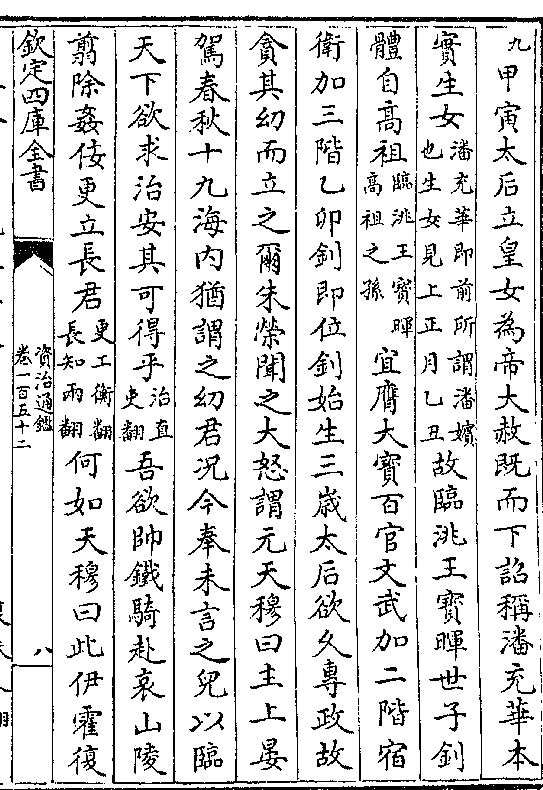 九甲寅太后立皇女為帝大赦既而下詔稱潘充華本
實生女潘充華即前所謂潘嬪也生女見上正月乙丑故臨洮王寳暉世子釗
體自高祖臨洮王寳暉高祖之孫宜膺大寳百官文武加二階宿
衛加三階乙卯釗即位釗始生三歳太后欲久專政故
貪其幼而立之爾朱榮聞之大怒謂元天穆曰主上晏
駕春秋十九海内猶謂之幼君況今奉未言之兒以臨
天下欲求治安其可得乎治直吏翻吾欲帥鐵騎赴哀山陵
翦除姦佞更立長君更工衡翻長知兩翻何如天穆曰此伊霍復
欽定四庫全書
資治通鑑
卷一百五十二
八